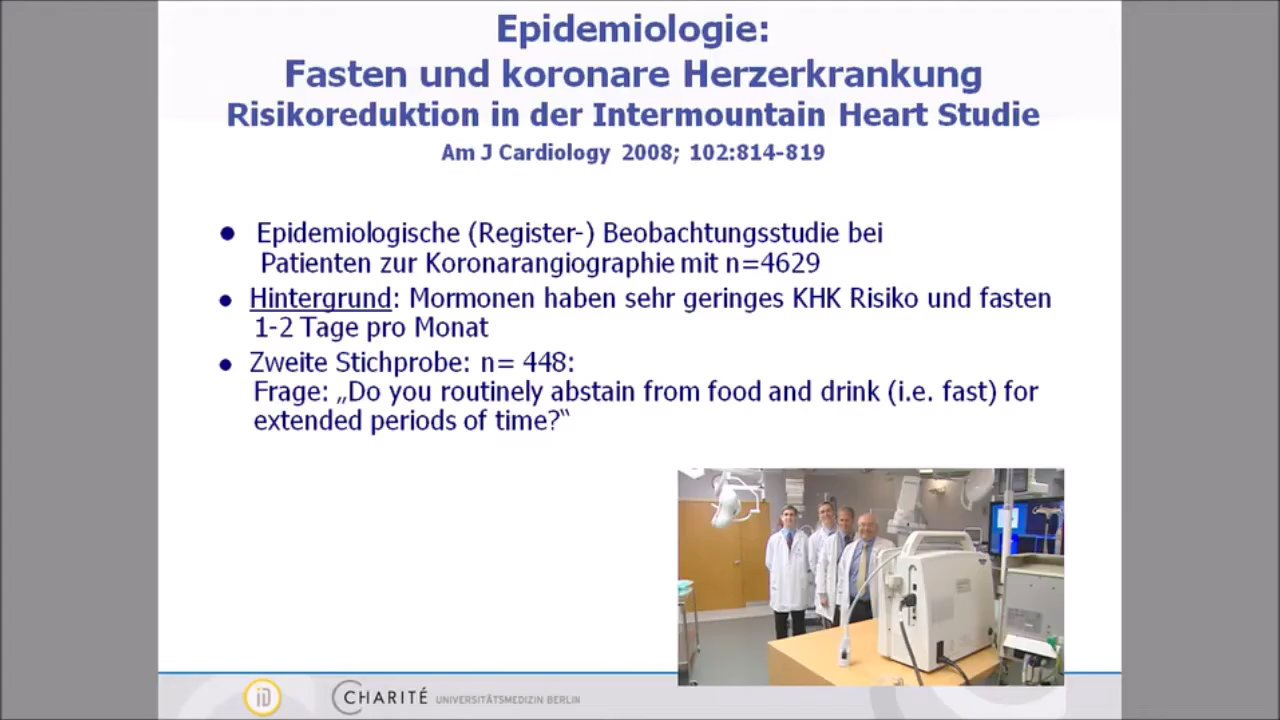 Epidemiologie:
Fasten und koronare Herzerkrankung
Risikoreduktion in der Intermountain Heart Studie
Am J Cardiology 2008; 102:814-819
● Epidemiologische (Register-) Beobachtungsstudie bei
Patienten zur Koronarangiographie mit n=4629
● Hintergrund: Mormonen haben sehr geringes KHK Risiko und fasten
1-2 Tage pro Monat
● Zweite Stichprobe: n= 448:
Frage: „Do you routinely abstain from food and drink (i.e. fast) for
extended periods of time?“
iD
CHARITÉ UNIVERSITÄTSMEDIZIN BERLIN